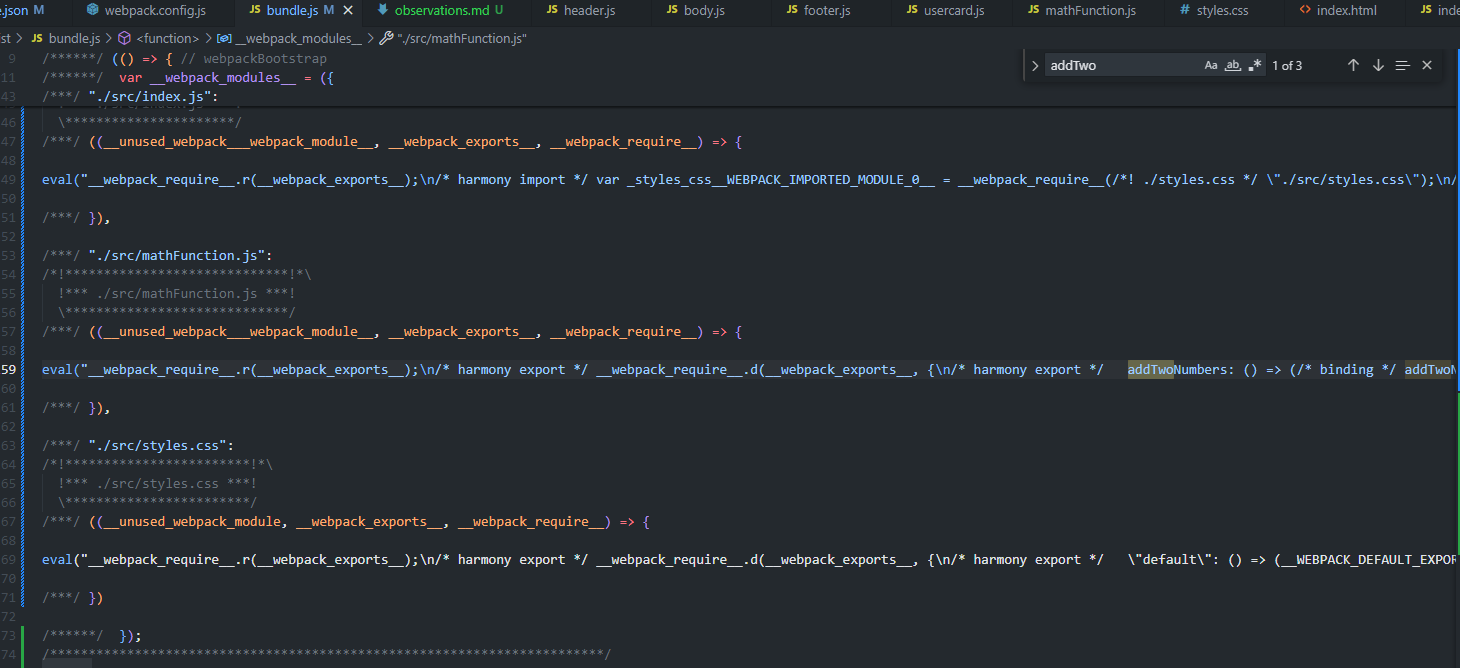 .json M webpack.config.js JS bundle.js M × observations.md U JS header.js JS body.js JS footer.js JS usercard.js JS mathFunction.js # styles.css <> index.html JS inde
ist > JS bundle.js > <function> > __webpack_modules__ > "./src/mathFunction.js"
addTwo Aa ab .* 1 of 3
9 /******/ (() => { // webpackBootstrap
11 /******/ var __webpack_modules__ = ({
43 /***/ "./src/index.js":
46 \**********************/
47 /***/ ((__unused_webpack___webpack_module__, __webpack_exports__, __webpack_require__) => {
48
49 eval("__webpack_require__.r(__webpack_exports__);\n/* harmony import */ var _styles_css__WEBPACK_IMPORTED_MODULE_0__ = __webpack_require__(/*! ./styles.css */ \"./src/styles.css\");\n/
50
51 /***/ }),
52
53 /***/ "./src/mathFunction.js":
54 /*!*****************************!*\
55 !*** ./src/mathFunction.js ***!
56 \*****************************/
57 /***/ ((__unused_webpack___webpack_module__, __webpack_exports__, __webpack_require__) => {
58
59 eval("__webpack_require__.r(__webpack_exports__);\n/* harmony export */ __webpack_require__.d(__webpack_exports__, {\n/* harmony export */   addTwoNumbers: () => (/* binding */ addTwoN
60
61 /***/ }),
62
63 /***/ "./src/styles.css":
64 /*!************************!*\
65 !*** ./src/styles.css ***!
66 \************************/
67 /***/ ((__unused_webpack_module, __webpack_exports__, __webpack_require__) => {
68
69 eval("__webpack_require__.r(__webpack_exports__);\n/* harmony export */ __webpack_require__.d(__webpack_exports__, {\n/* harmony export */   \"default\": () => (__WEBPACK_DEFAULT_EXPOR
70
71 /***/ })
72
73 /******/ });
74 /************************************************************************/